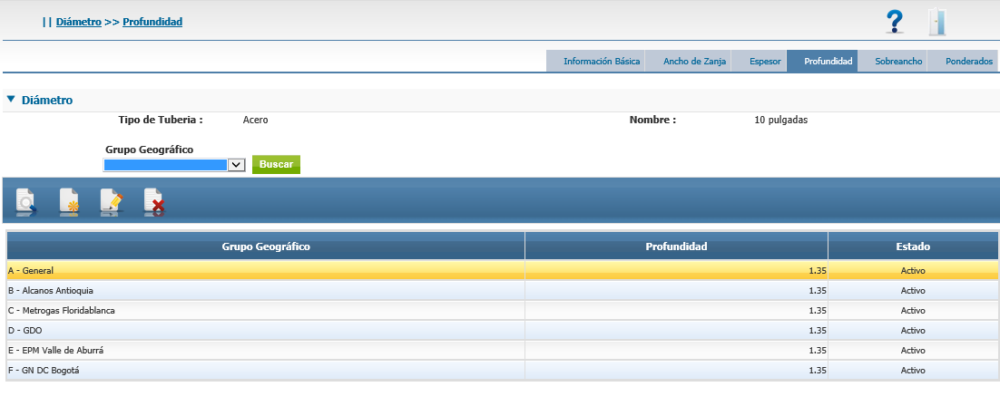 || Diámetro >> Profundidad
Información Básica Ancho de Zanja Espesor Profundidad Sobreancho Ponderados
Diámetro
Tipo de Tuberia : Acero Nombre : 10 pulgadas
Grupo Geográfico
Buscar
Grupo Geográfico Profundidad Estado
A - General 1.35 Activo
B - Alcanos Antioquia 1.35 Activo
C - Metrogas Floridablanca 1.35 Activo
D - GDO 1.35 Activo
E - EPM Valle de Aburrá 1.35 Activo
F - GN DC Bogotá 1.35 Activo